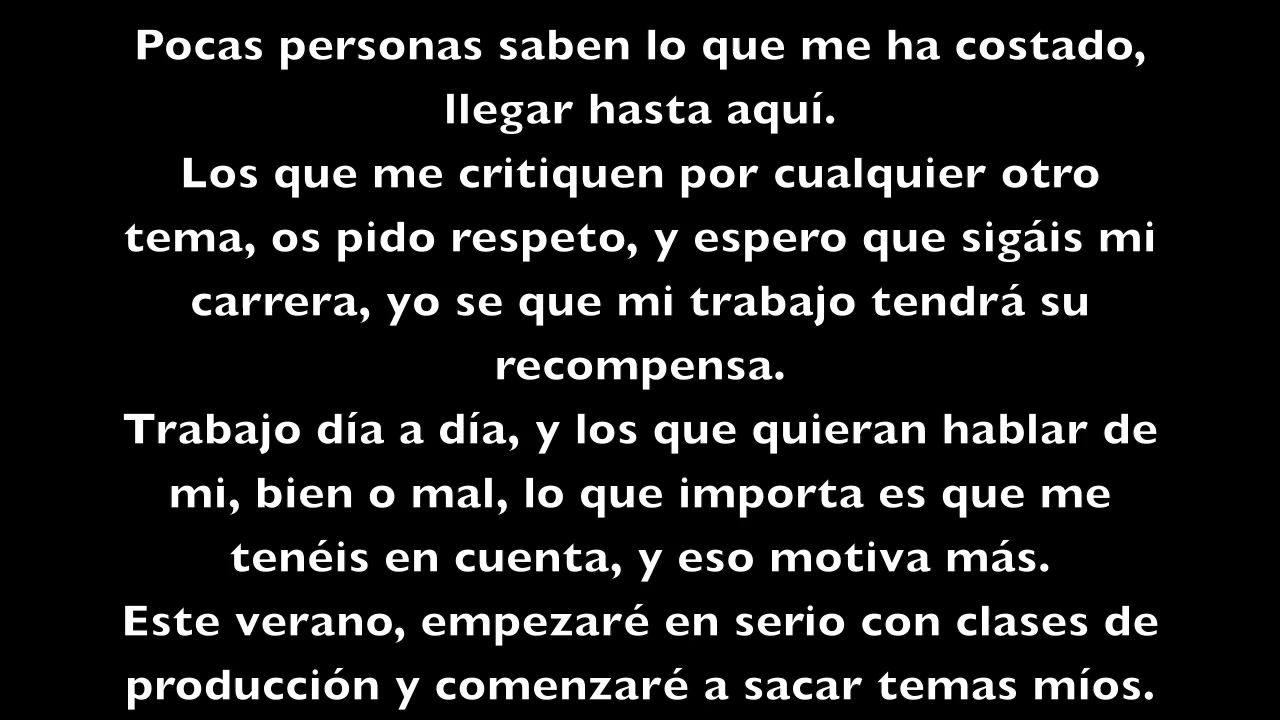 Pocas personas saben lo que me ha costado,
llegar hasta aquí.
Los que me critiquen por cualquier otro
tema, os pido respeto, y espero que sigáis mi
carrera, yo se que mi trabajo tendrá su
recompensa.
Trabajo día a día, y los que quieran hablar de
mi, bien o mal, lo que importa es que me
tenéis en cuenta, y eso motiva más.
Este verano, empezaré en serio con clases de
producción y comenzaré a sacar temas míos.